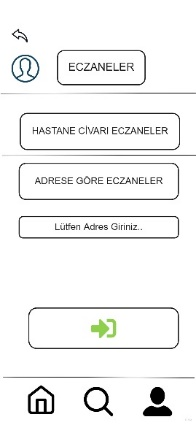 ECZANELER
HASTANE CİVARI ECZANELER
ADRESE GÖRE ECZANELER
Lütfen Adres Giriniz..